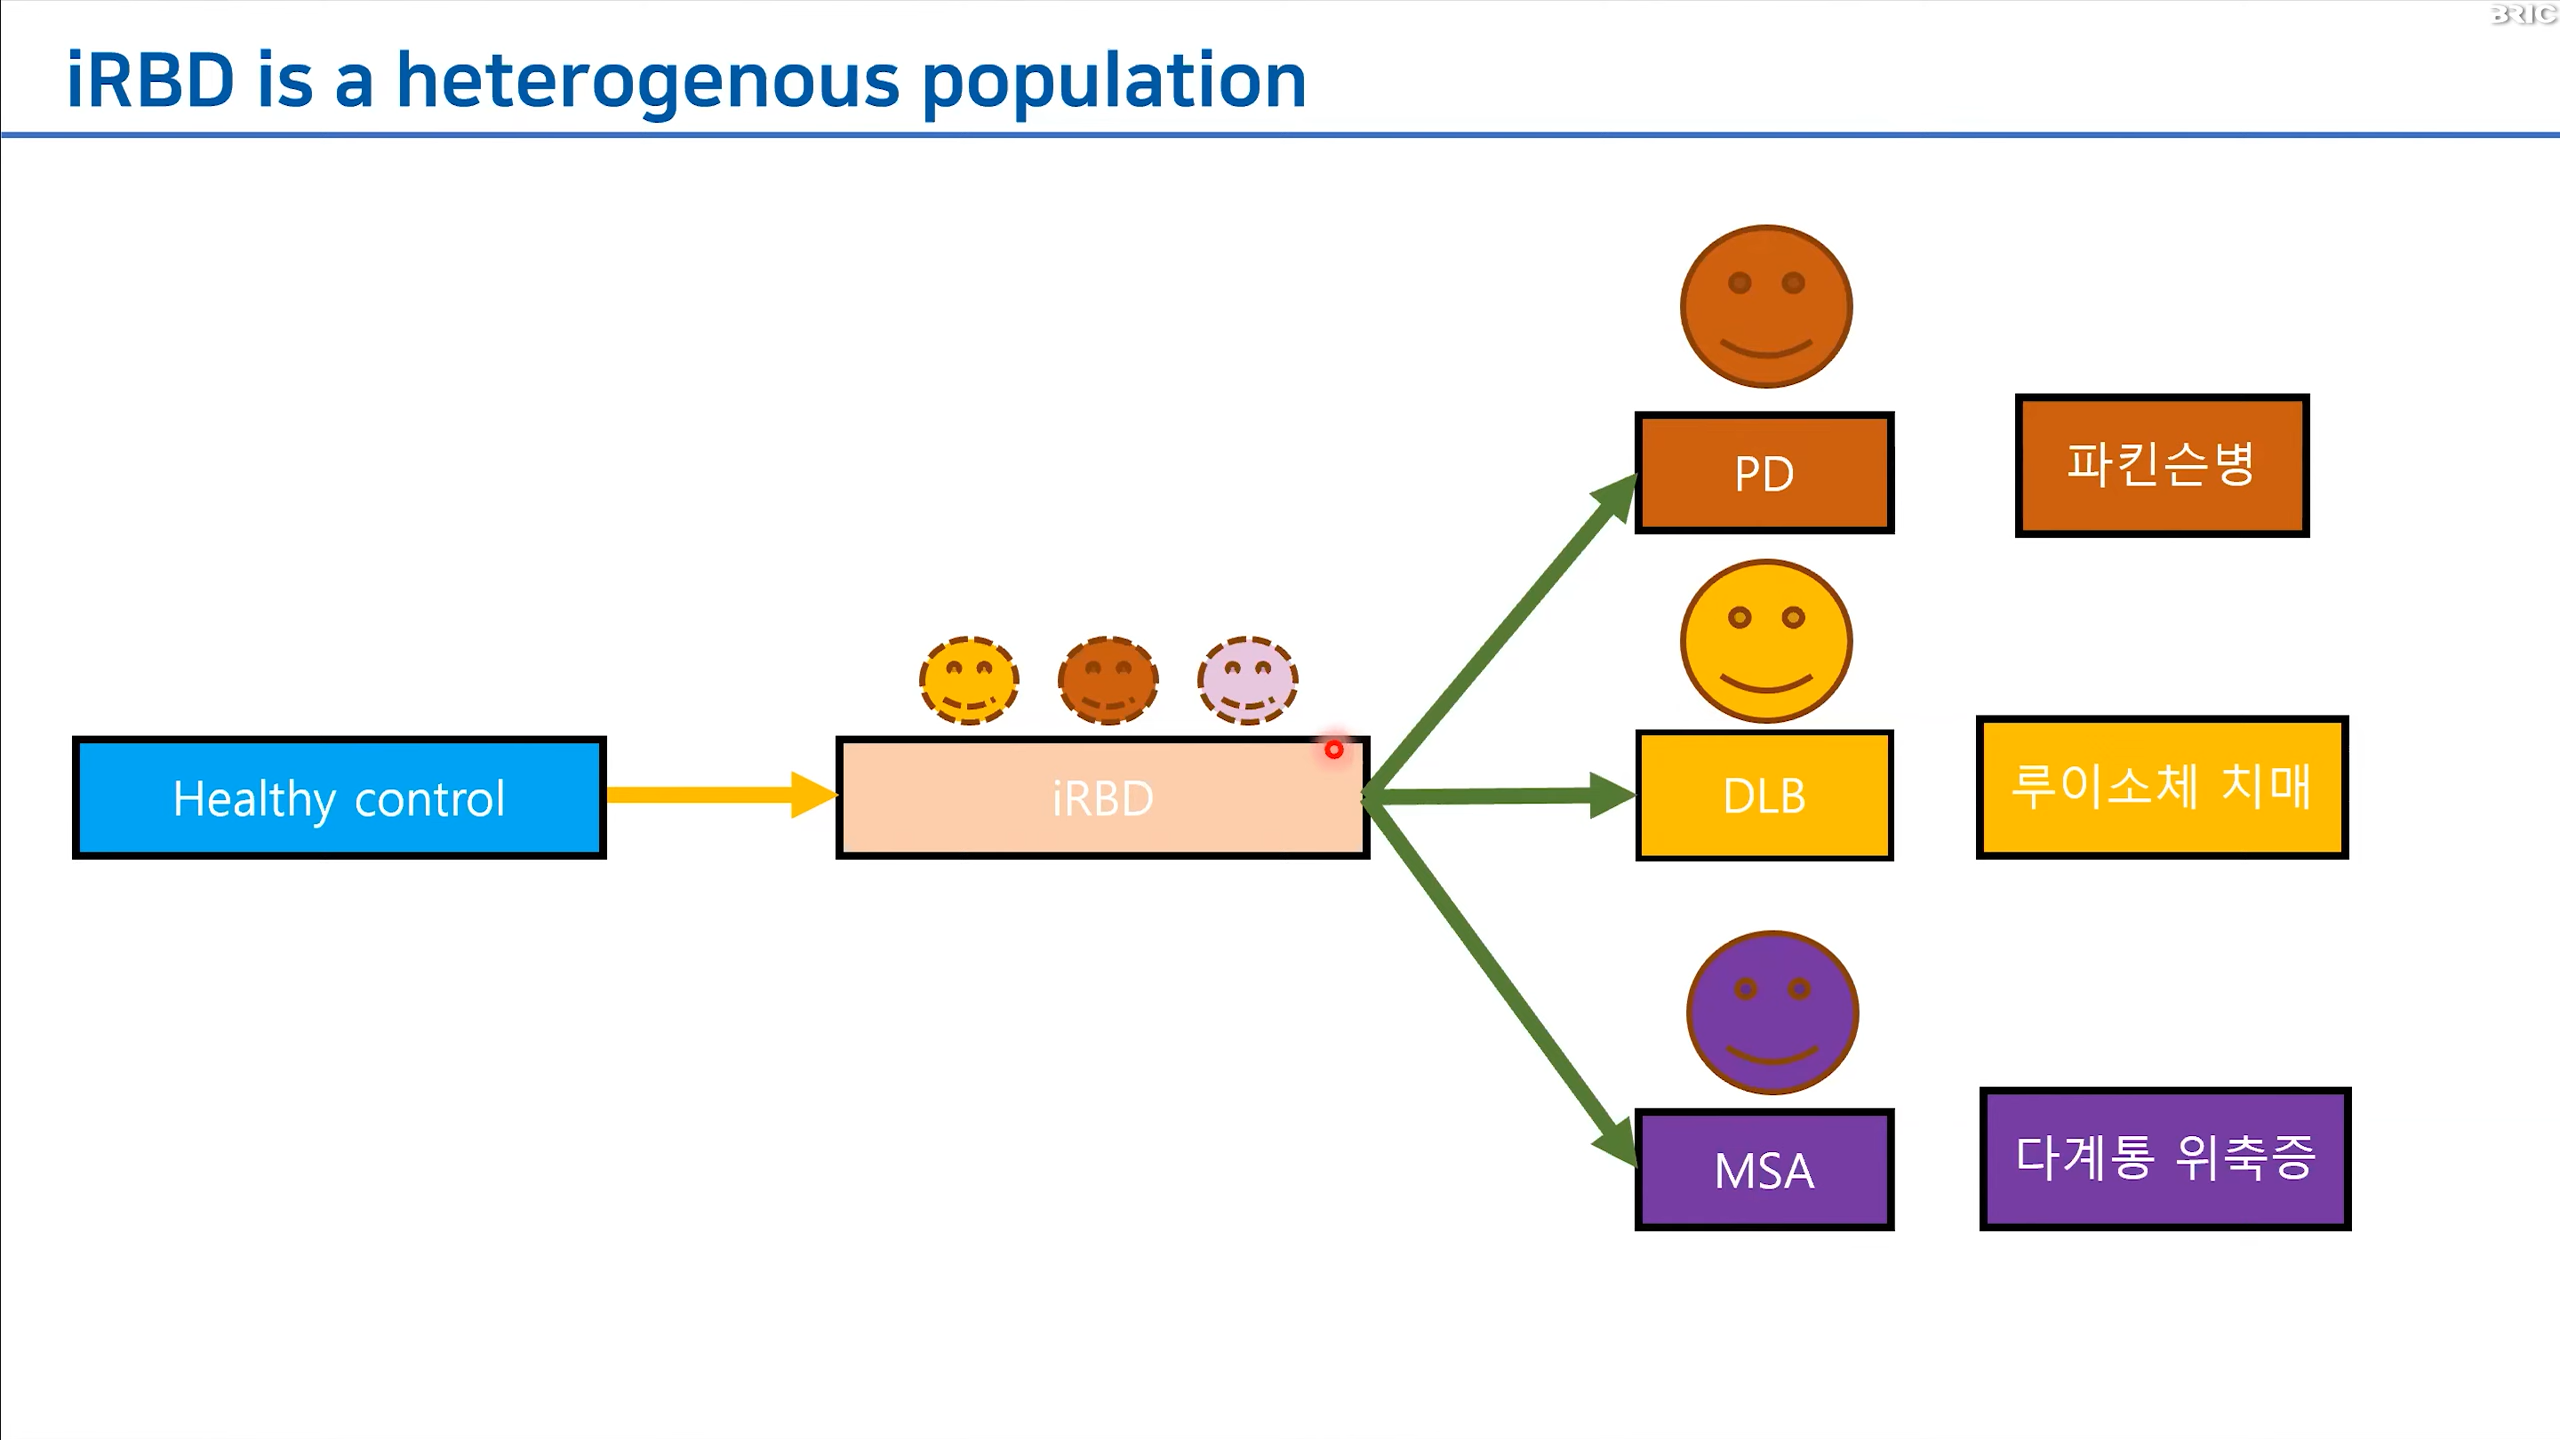 BRIC
iRBD is a heterogenous population
PD
파킨슨병
Healthy control
iRBD
DLB
루이소체 치매
MSA
다계통 위축증